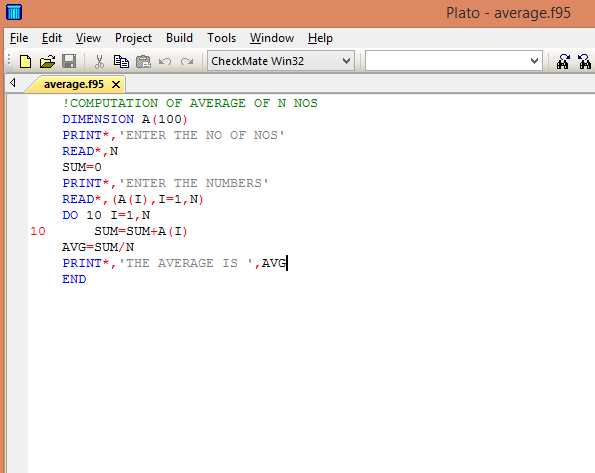 Plato - average.f95
File Edit View Project Build Tools Window Help
CheckMate Win32
average.f95
!COMPUTATION OF AVERAGE OF N NOS
DIMENSION A(100)
PRINT*,'ENTER THE NO OF NOS'
READ*,N
SUM=0
PRINT*,'ENTER THE NUMBERS'
READ*,(A(I),I=1,N)
DO 10 I=1,N
10 SUM=SUM+A(I)
AVG=SUM/N
PRINT*,'THE AVERAGE IS ',AVG
END